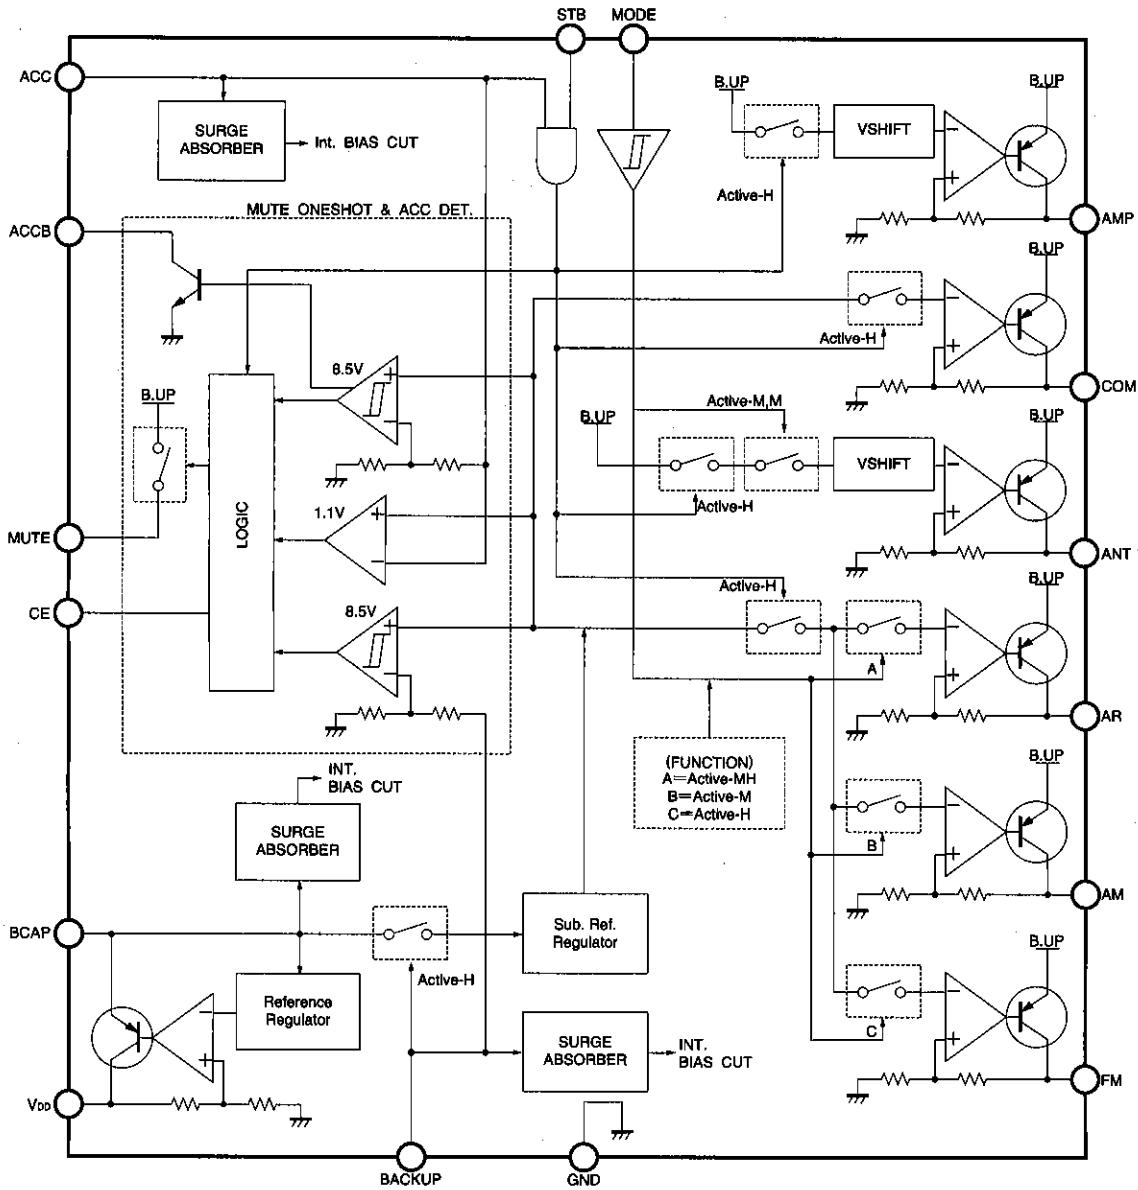 STB
MODE
ACC
B.UP
B.UP
SURGE
ABSORBER
Int. BIAS CUT
VSHIFT
−
+
Active-H
AMP
MUTE ONESHOT & ACC DET.
ACCB
B.UP
−
+
Active-H
COM
8.5V
+
−
B.UP
Active-M,M
B.UP
B.UP
VSHIFT
−
+
Active-H
LOGIC
1.1V
+
−
MUTE
ANT
CE
8.5V
+
−
Active-H
B.UP
−
+
A
AR
(FUNCTION)
A=Active-MH
B=Active-M
C=Active-H
INT.
BIAS CUT
B.UP
SURGE
ABSORBER
−
+
B
AM
BCAP
Active-H
Sub. Ref.
Regulator
B.UP
Reference
Regulator
−
+
−
+
C
SURGE
ABSORBER
INT.
BIAS CUT
FM
VDD
BACKUP
GND